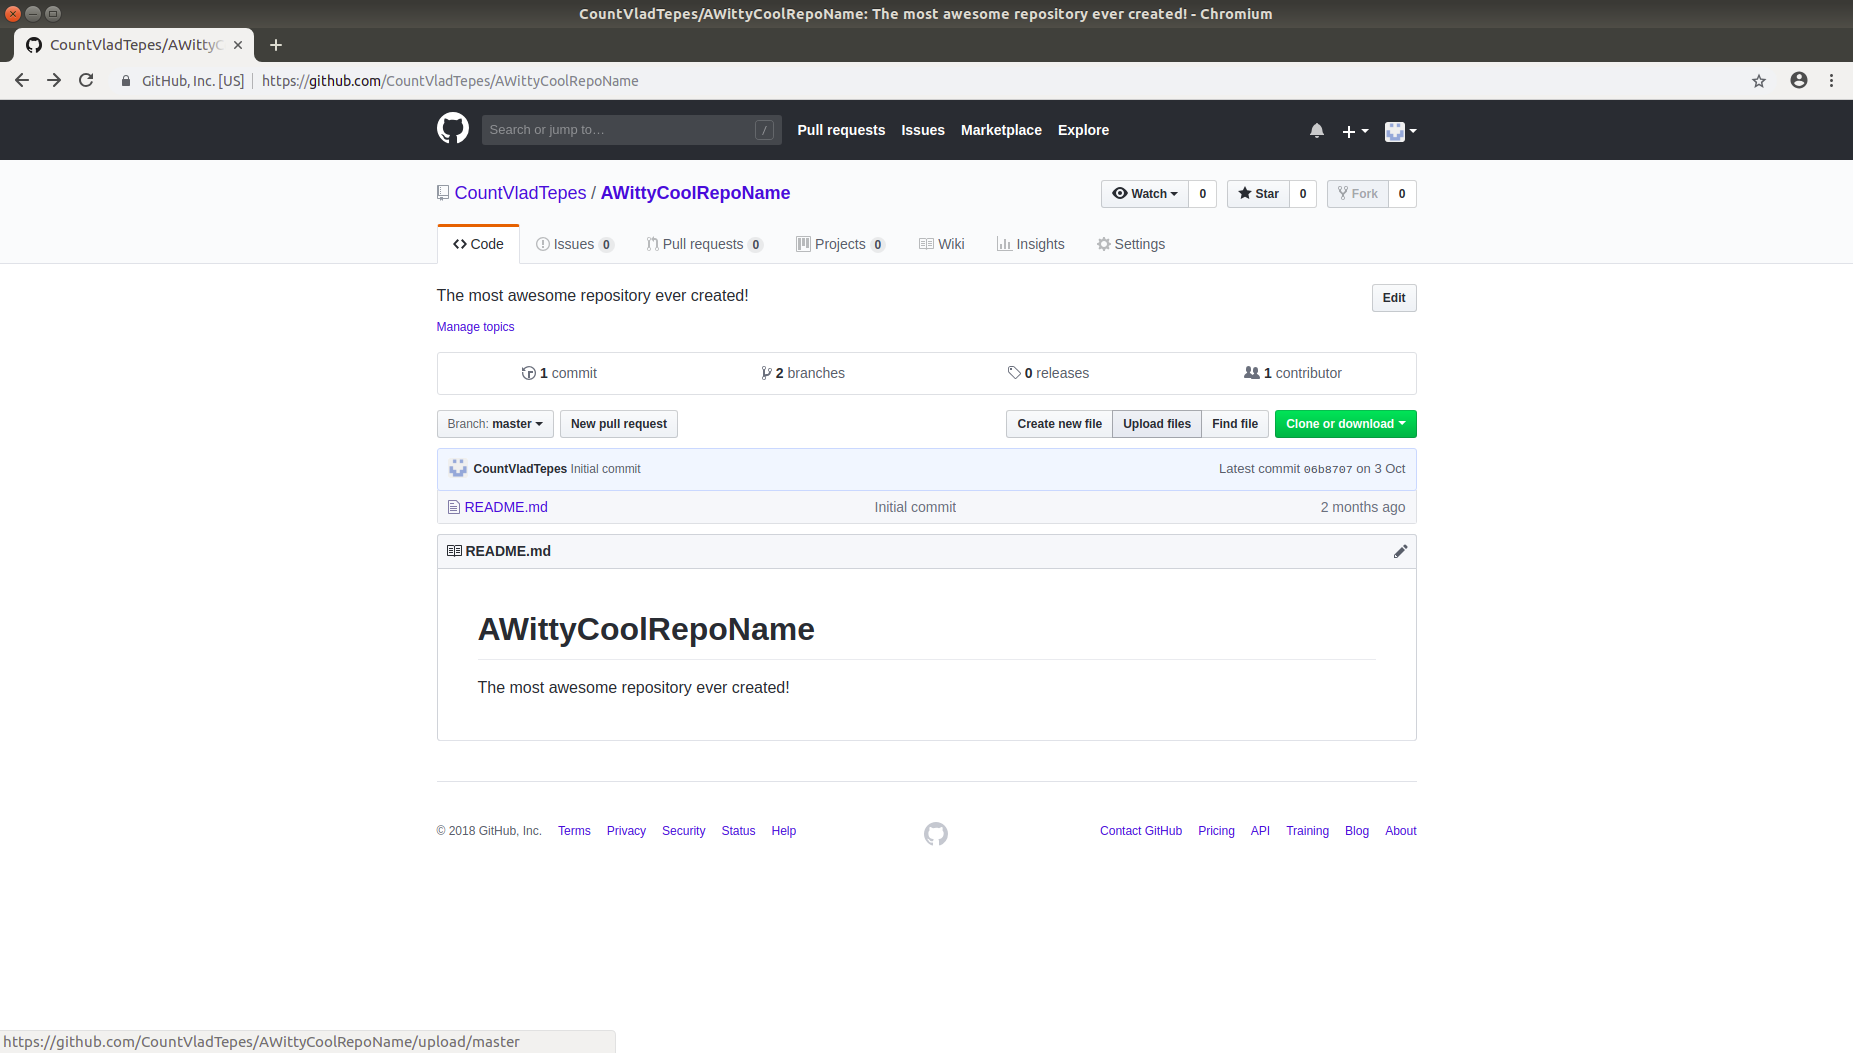 CountVladTepes/AWittyCoolRepoName: The most awesome repository ever created! - Chromium
CountVladTepes/AWittyC
GitHub, Inc. [US] https://github.com/CountVladTepes/AWittyCoolRepoName
Search or jump to… / Pull requests Issues Marketplace Explore
CountVladTepes / AWittyCoolRepoName Watch 0 Star 0 Fork 0
Code Issues 0 Pull requests 0 Projects 0 Wiki Insights Settings
The most awesome repository ever created! Edit
Manage topics
1 commit 2 branches 0 releases 1 contributor
Branch: master New pull request Create new file Upload files Find file Clone or download
CountVladTepes Initial commit Latest commit 06b8707 on 3 Oct
README.md Initial commit 2 months ago
README.md
AWittyCoolRepoName
The most awesome repository ever created!
© 2018 GitHub, Inc. Terms Privacy Security Status Help Contact GitHub Pricing API Training Blog About
https://github.com/CountVladTepes/AWittyCoolRepoName/upload/master